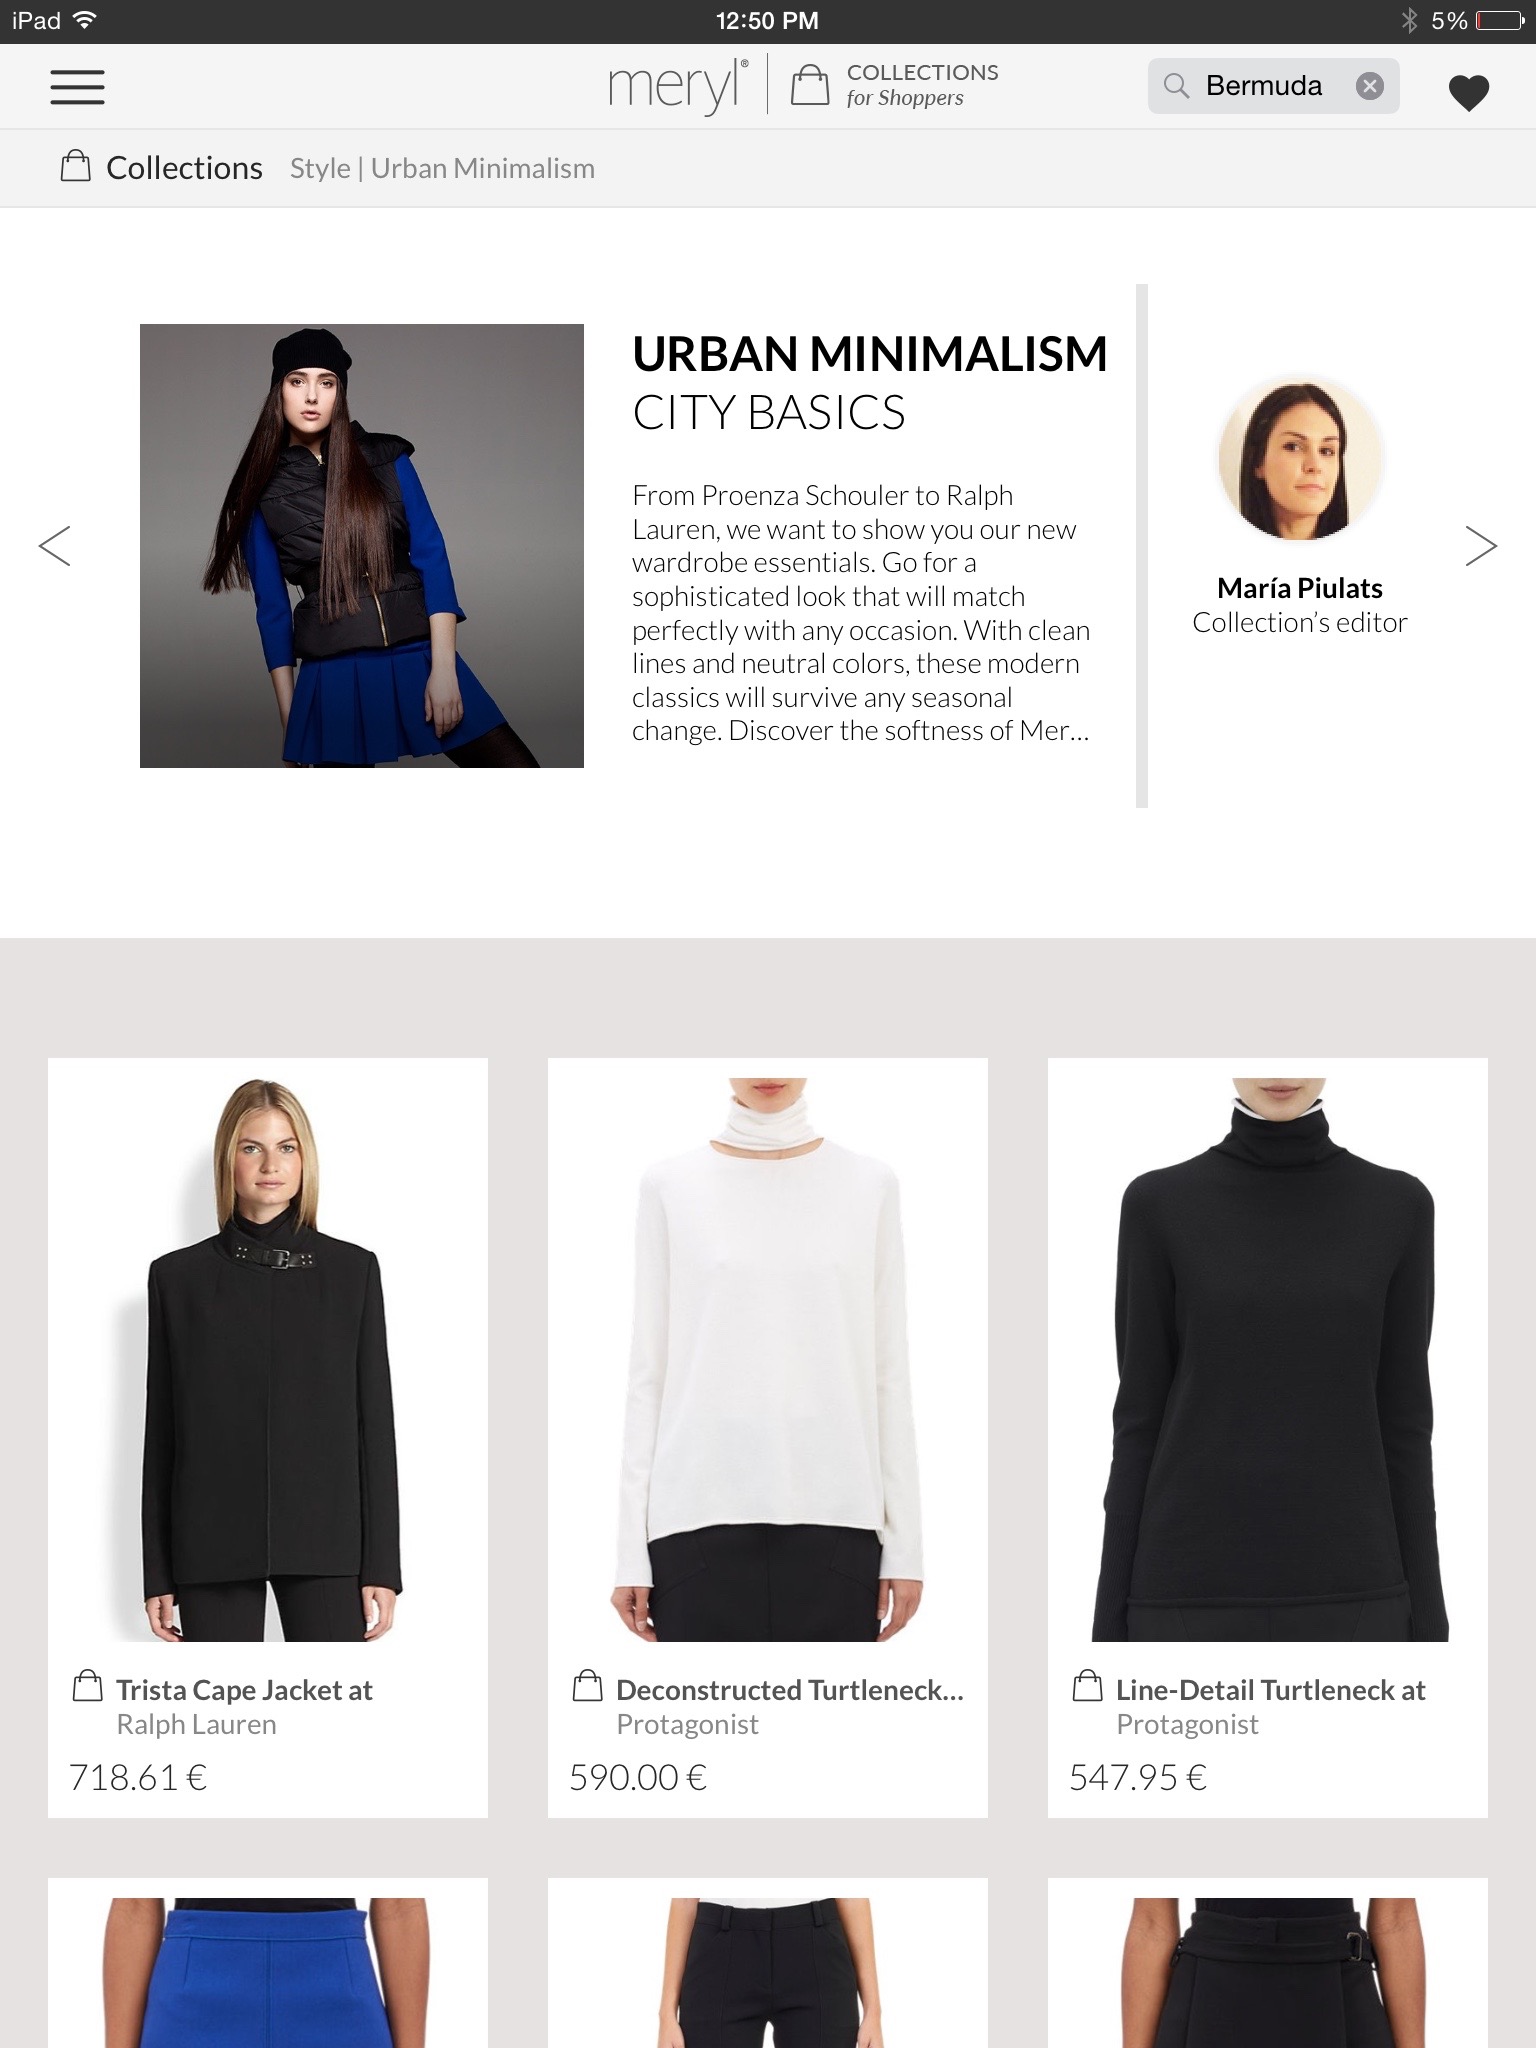 iPad
12:50 PM
5%
meryl®
COLLECTIONS
for Shoppers
Bermuda
Collections
Style | Urban Minimalism
URBAN MINIMALISM
CITY BASICS
From Proenza Schouler to Ralph
Lauren, we want to show you our new
wardrobe essentials. Go for a
sophisticated look that will match
perfectly with any occasion. With clean
lines and neutral colors, these modern
classics will survive any seasonal
change. Discover the softness of Mer...
María Piulats
Collection’s editor
Trista Cape Jacket at
Ralph Lauren
718.61 €
Deconstructed Turtleneck...
Protagonist
590.00 €
Line-Detail Turtleneck at
Protagonist
547.95 €